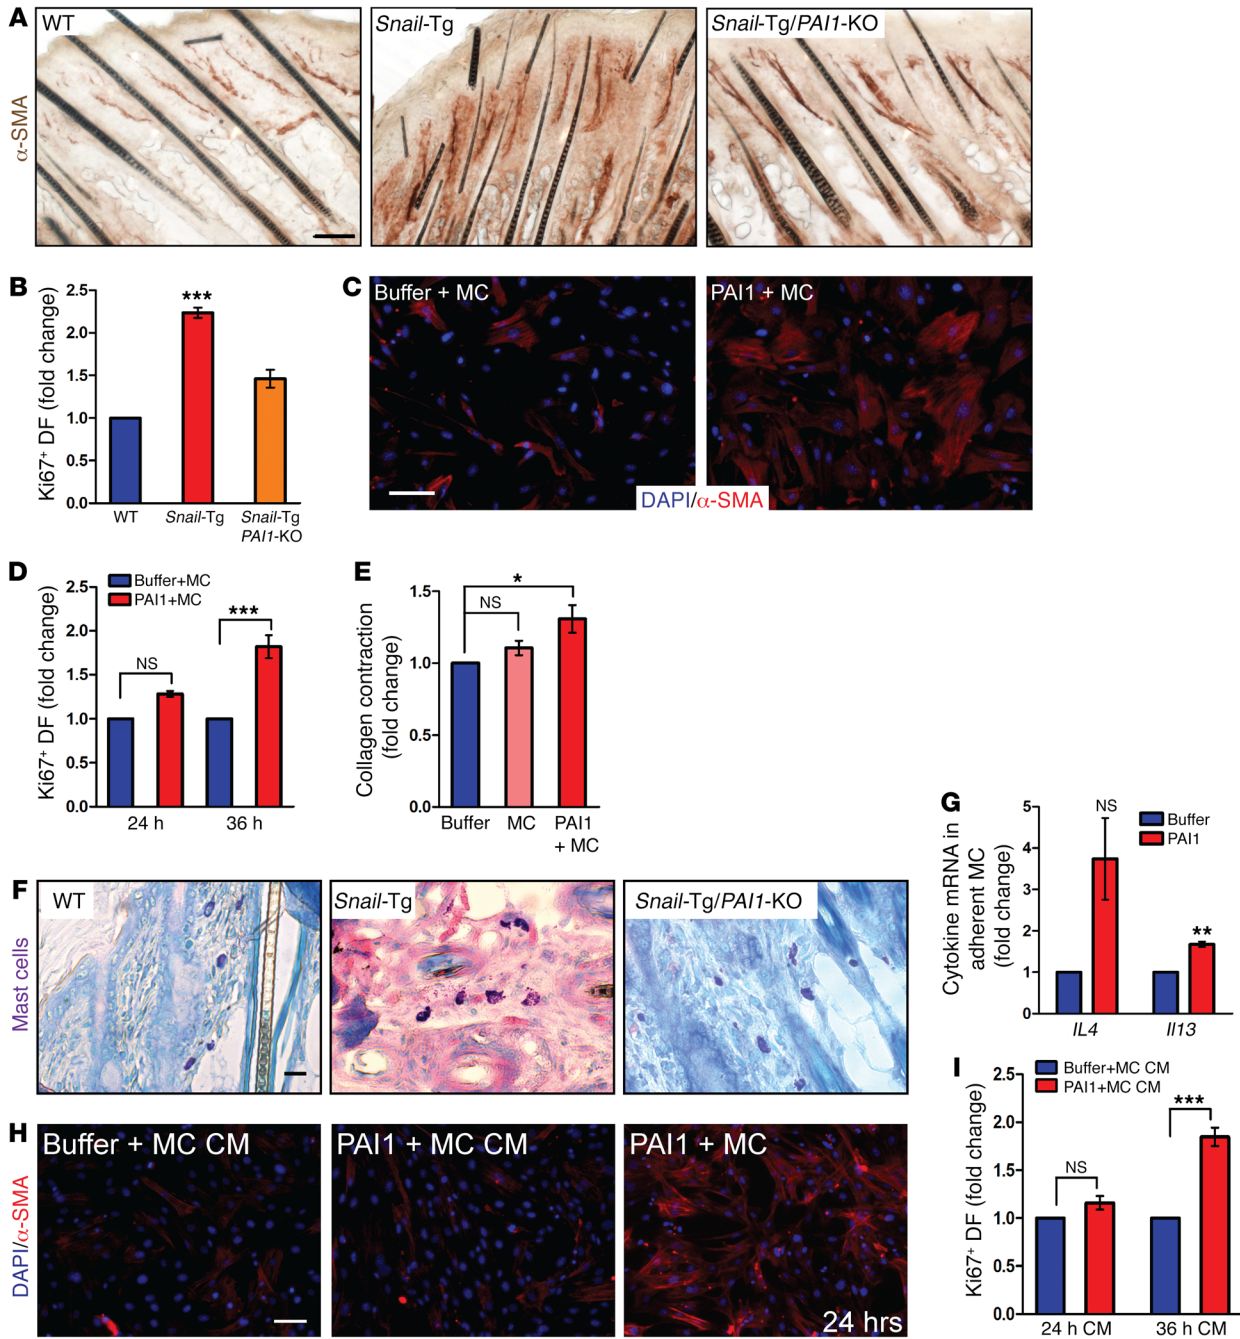 A
WT
Snail-Tg
Snail-Tg/PAI1-KO
α-SMA
B
Ki67+ DF (fold change)
2.5
2.0
1.5
1.0
0.5
0.0
***
WT
Snail-Tg
Snail-Tg
PAI1-KO
C
Buffer + MC
PAI1 + MC
DAPI/α-SMA
D
Buffer+MC
PAI1+MC
Ki67+ DF (fold change)
2.5
2.0
1.5
1.0
0.5
0.0
NS
***
24 h
36 h
E
Collagen contraction
(fold change)
1.5
1.0
0.5
0.0
NS
*
Buffer
MC
PAI1
+ MC
F
Mast cells
WT
Snail-Tg
Snail-Tg/PAI1-KO
G
Cytokine mRNA in
adherent MC
(fold change)
5
4
3
2
1
0
NS
**
Buffer
PAI1
IL4
Il13
H
DAPI/α-SMA
Buffer + MC CM
PAI1 + MC CM
PAI1 + MC
24 hrs
I
Buffer+MC CM
PAI1+MC CM
Ki67+ DF (fold change)
2.5
2.0
1.5
1.0
0.5
0.0
NS
***
24 h CM
36 h CM